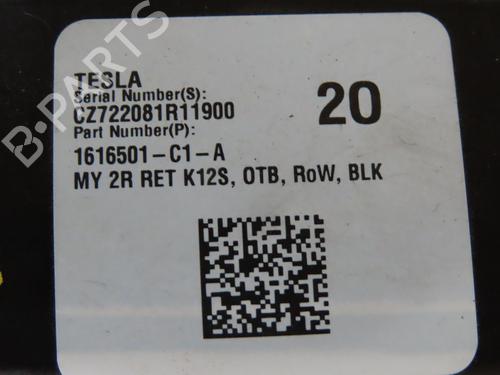 TESLA
Serial Number(S):
20
CZ722081R11900
Part Number(P):
1616501-C1-A
MY 2R RET K12S, OTB, RoW, BLK
B-PARTS